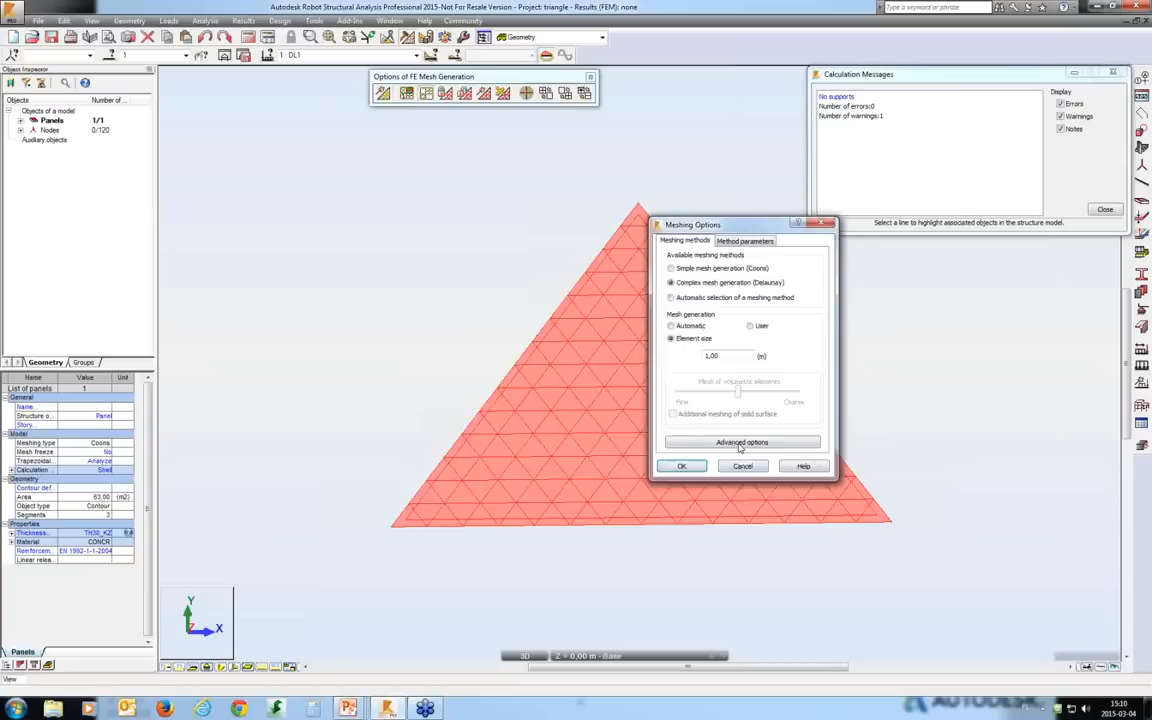 Autodesk Robot Structural Analysis Professional 2015-Not For Resale Version - Project: triangle - Results (FEM): none
Type a keyword or phrase
File Edit View Geometry Loads Analysis Results Design Tools Add-Ins Window Help Community
Geometry
1
1 : DL1
Object Inspector
Objects Number of...
Objects of a model
Panels 1/1
Nodes 0/120
Auxiliary objects
Geometry Groups
Name Value Unit
List of panels 1
General
Name...
Structure o... Panel
Story...
Model
Meshing type Coons
Mesh freeze No
Trapezoidal... Analyze
Calculation Shell
Geometry
Contour def
Area 63,00 (m2)
Object type Contour
Segments 3
Properties
Thickness... TH30_KZ
Material CONCR
Reinforcem... EN 1992-1-1-2004
Linear relea...
Panels
View
Options of FE Mesh Generation
Calculation Messages
No supports
Number of errors:0
Number of warnings:1
Display
Errors
Warnings
Notes
Close
Select a line to highlight associated objects in the structure model.
Meshing Options
Meshing methods Method parameters
Available meshing methods
Simple mesh generation (Coons)
Complex mesh generation (Delaunay)
Automatic selection of a meshing method
Mesh generation
Automatic User
Element size
1,00 (m)
Mesh of volumetric elements
Fine Coarse
Additional meshing of solid surface
Advanced options
OK Cancel Help
Y
Z X
3D Z = 0,00 m - Base
AUTODESK
15:10
2015-03-04